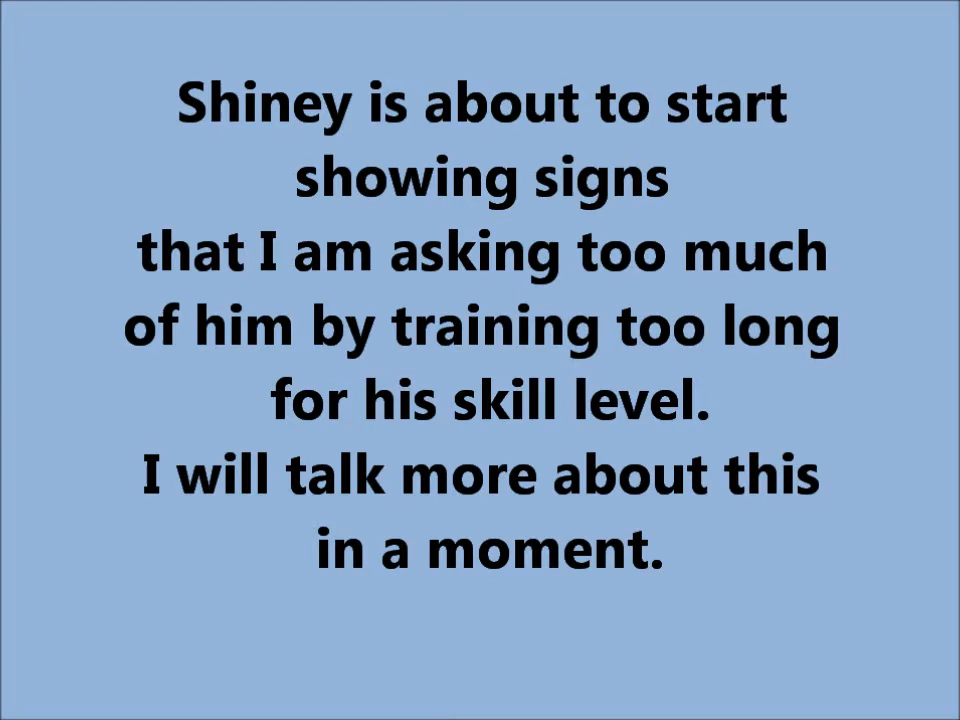 Shiney is about to start
showing signs
that I am asking too much
of him by training too long
for his skill level.
I will talk more about this
in a moment.